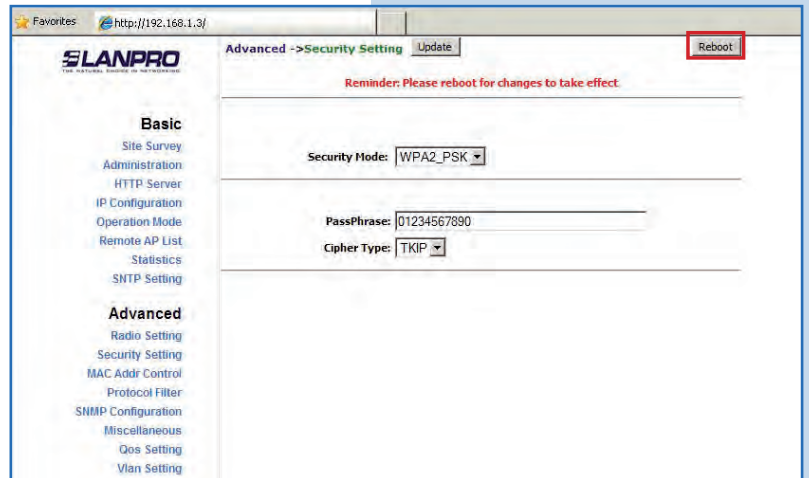 Favorites http://192.168.1.3/
LANPRO
THE NATURAL CHOICE IN NETWORKING
Advanced ->Security Setting Update Reboot
Reminder: Please reboot for changes to take effect
Basic
Site Survey
Administration
HTTP Server
IP Configuration
Operation Mode
Remote AP List
Statistics
SNTP Setting
Advanced
Radio Setting
Security Setting
MAC Addr Control
Protocol Filter
SNMP Configuration
Miscellaneous
Qos Setting
Vlan Setting
Security Mode: WPA2_PSK
PassPhrase: 01234567890
Cipher Type: TKIP